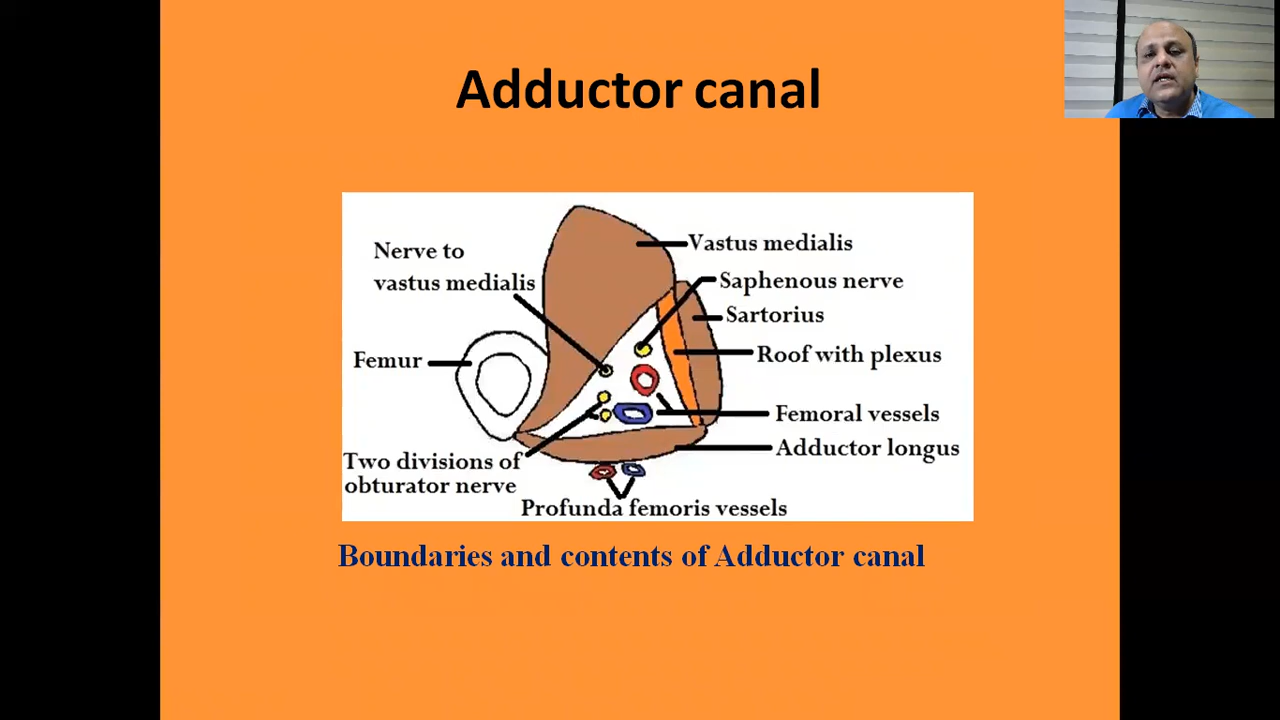 Adductor canal
Nerve to
vastus medialis
Femur
Two divisions of
obturator nerve
Vastus medialis
Saphenous nerve
Sartorius
Roof with plexus
Femoral vessels
Adductor longus
Profunda femoris vessels
Boundaries and contents of Adductor canal